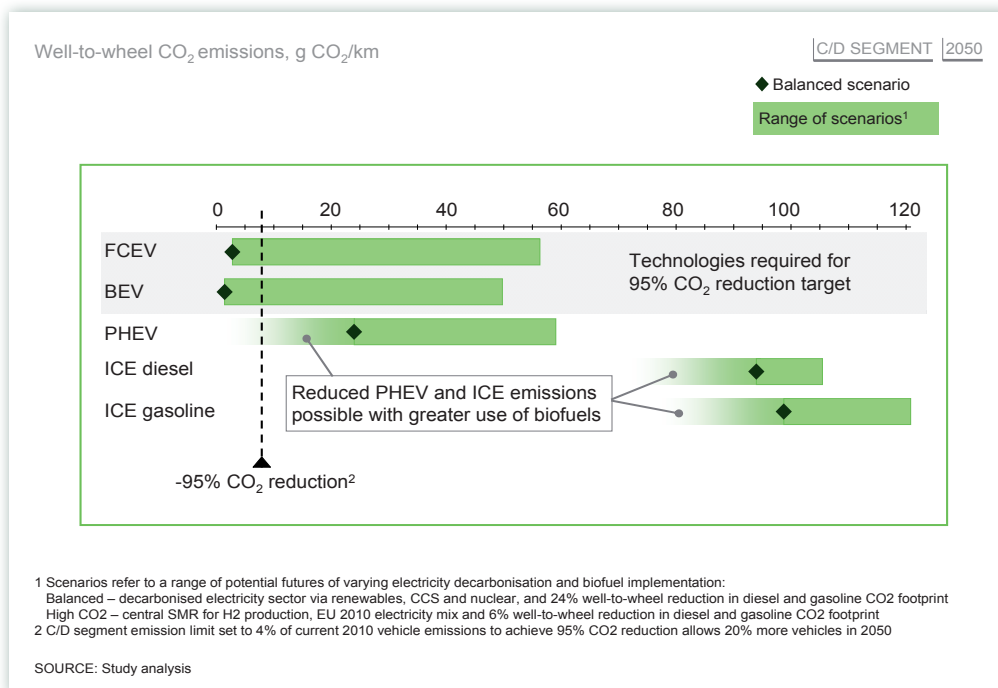 Well-to-wheel CO₂ emissions, g CO₂/km
C/D SEGMENT 2050
Balanced scenario
Range of scenarios¹
0 20 40 60 80 100 120
FCEV
BEV
Technologies required for
95% CO₂ reduction target
PHEV
ICE diesel
ICE gasoline
Reduced PHEV and ICE emissions
possible with greater use of biofuels
-95% CO₂ reduction²
1 Scenarios refer to a range of potential futures of varying electricity decarbonisation and biofuel implementation:
Balanced – decarbonised electricity sector via renewables, CCS and nuclear, and 24% well-to-wheel reduction in diesel and gasoline CO2 footprint
High CO2 – central SMR for H2 production, EU 2010 electricity mix and 6% well-to-wheel reduction in diesel and gasoline CO2 footprint
2 C/D segment emission limit set to 4% of current 2010 vehicle emissions to achieve 95% CO2 reduction allows 20% more vehicles in 2050
SOURCE: Study analysis